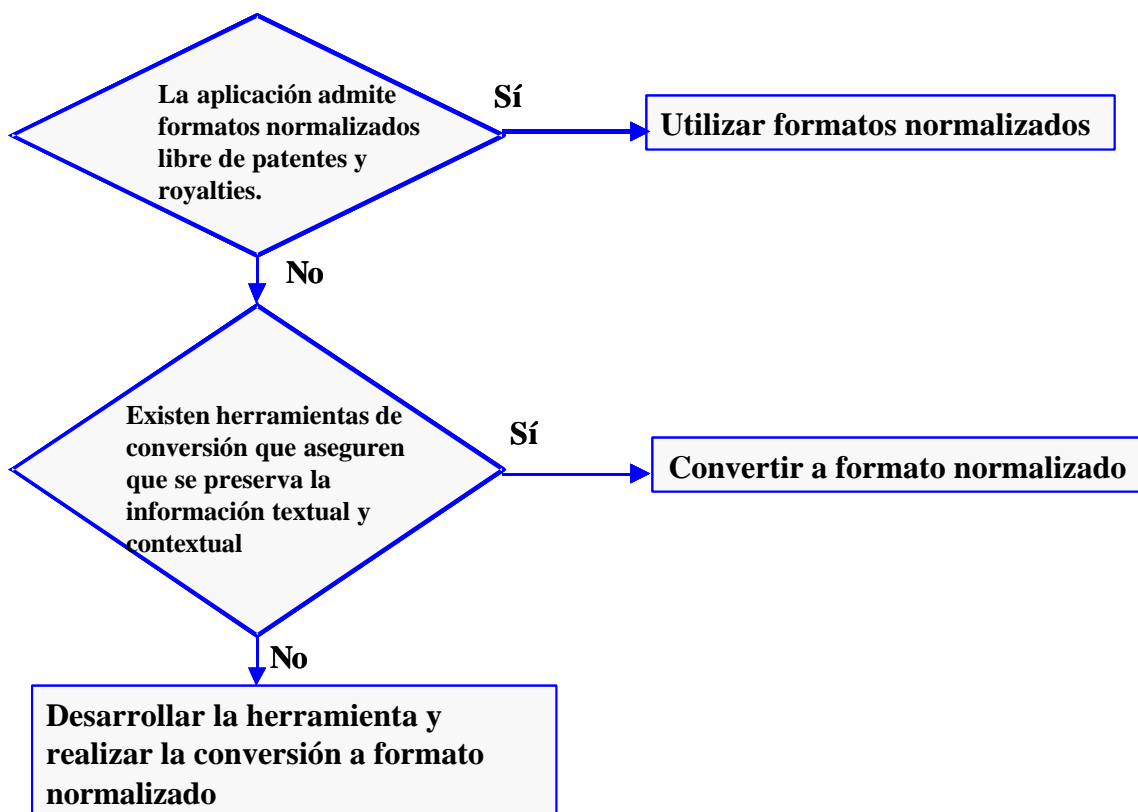 La aplicación admite
formatos normalizados
libre de patentes y
royalties.
Sí
Utilizar formatos normalizados
No
Existen herramientas de
conversión que aseguren
que se preserva la
información textual y
contextual
Sí
Convertir a formato normalizado
No
Desarrollar la herramienta y
realizar la conversión a formato
normalizado